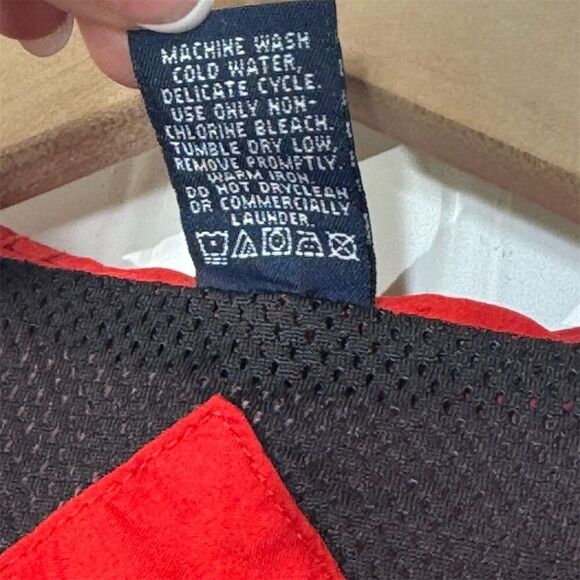 MACHINE WASH
COLD WATER,
DELICATE CYCLE.
USE ONLY NON-
CHLORINE BLEACH.
TUMBLE DRY LOW.
REMOVE PROMPTLY
WARM IRON
DO NOT DRYCLEAN
OR COMMERCIALLY
LAUNDER.